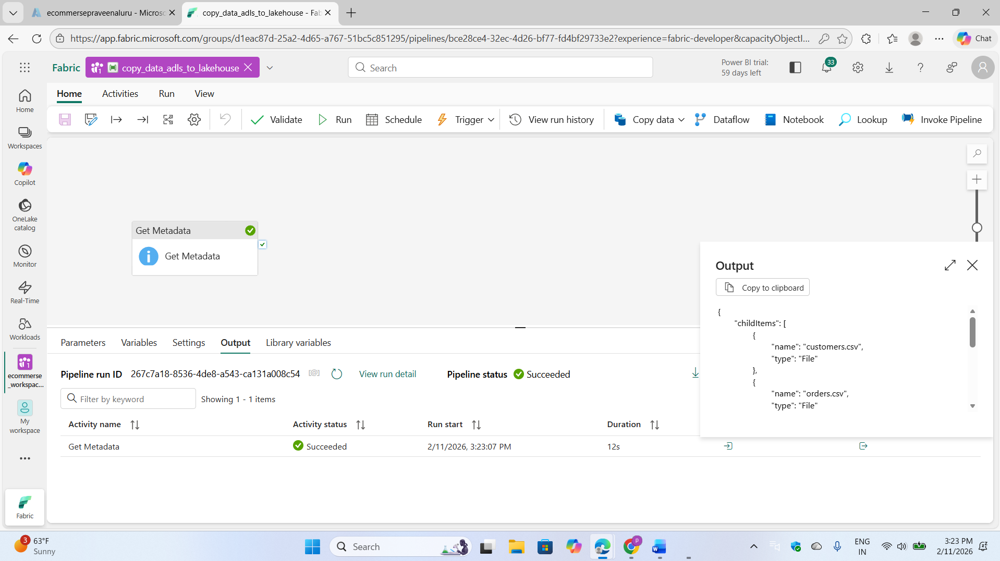 ecommersepraveenaluru - Microsc
copy_data_adls_to_lakehouse - Fab
https://app.fabric.microsoft.com/groups/d1eac87d-25a2-4d65-a767-51bc5c851295/pipelines/bce28ce4-32ec-4d26-bf77-fd4bf29733e2?experience=fabric-developer&capacityObjectI...
Chat
Fabric
1
copy_data_adls_to_lakehouse
Search
Power BI trial:
59 days left
33
Home
Activities
Run
View
Validate
Run
Schedule
Trigger
View run history
Copy data
Dataflow
Notebook
Lookup
Invoke Pipeline
Home
Workspaces
Copilot
OneLake
catalog
Monitor
Real-Time
Workloads
1
ecommerse
_workspac...
My
workspace
Fabric
Get Metadata
Get Metadata
Output
Copy to clipboard
{
"childItems": [
{
"name": "customers.csv",
"type": "File"
},
{
"name": "orders.csv",
"type": "File"
Parameters
Variables
Settings
Output
Library variables
Pipeline run ID
267c7a18-8536-4de8-a543-ca131a008c54
[@]
View run detail
Pipeline status
Succeeded
Filter by keyword
Showing 1 - 1 items
Activity name
Activity status
Run start
Duration
Get Metadata
Succeeded
2/11/2026, 3:23:07 PM
12s
3
63°F
Sunny
Search
P
W
ENG
IN
3:23 PM
2/11/2026